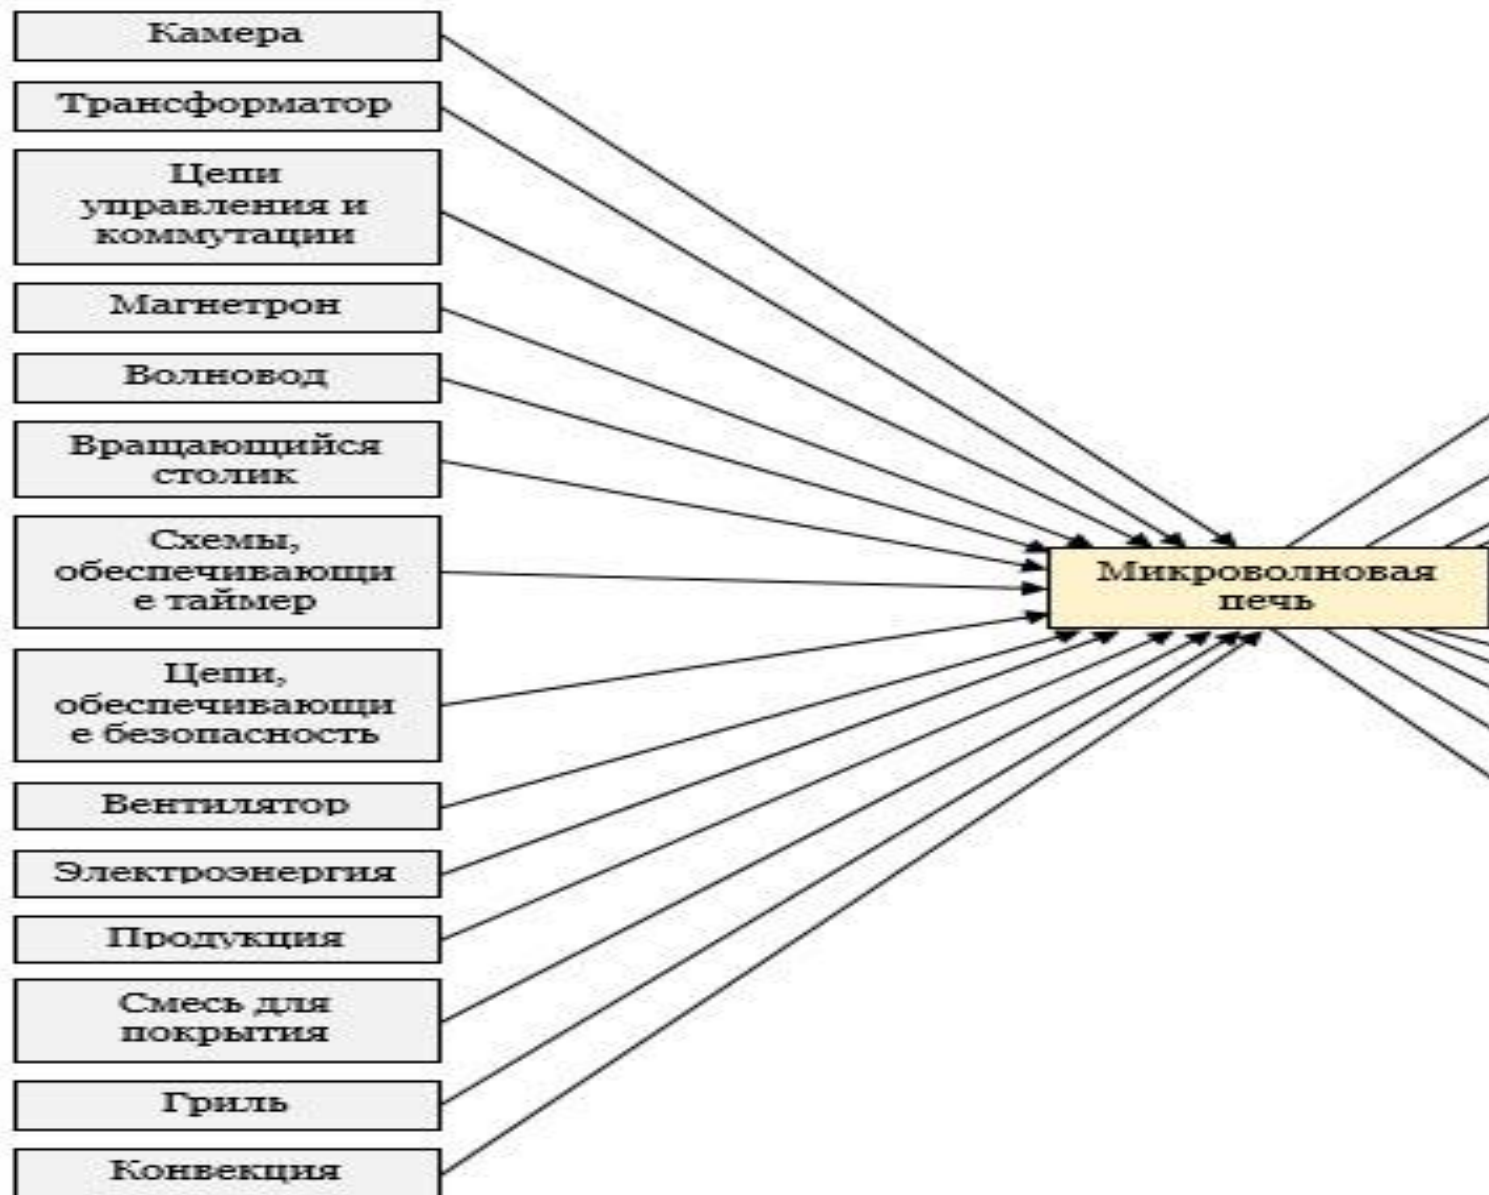 Камера
Трансформатор
Цепи
управления и
коммутации
Магнетрон
Волновод
Вращающийся
столик
Схемы,
обеспечивающи
е таймер
Микроволновая
печь
Цепи,
обеспечивающи
е безопасность
Вентилятор
Электроэнергия
Продукция
Смесь для
покрытия
Гриль
Конвекция